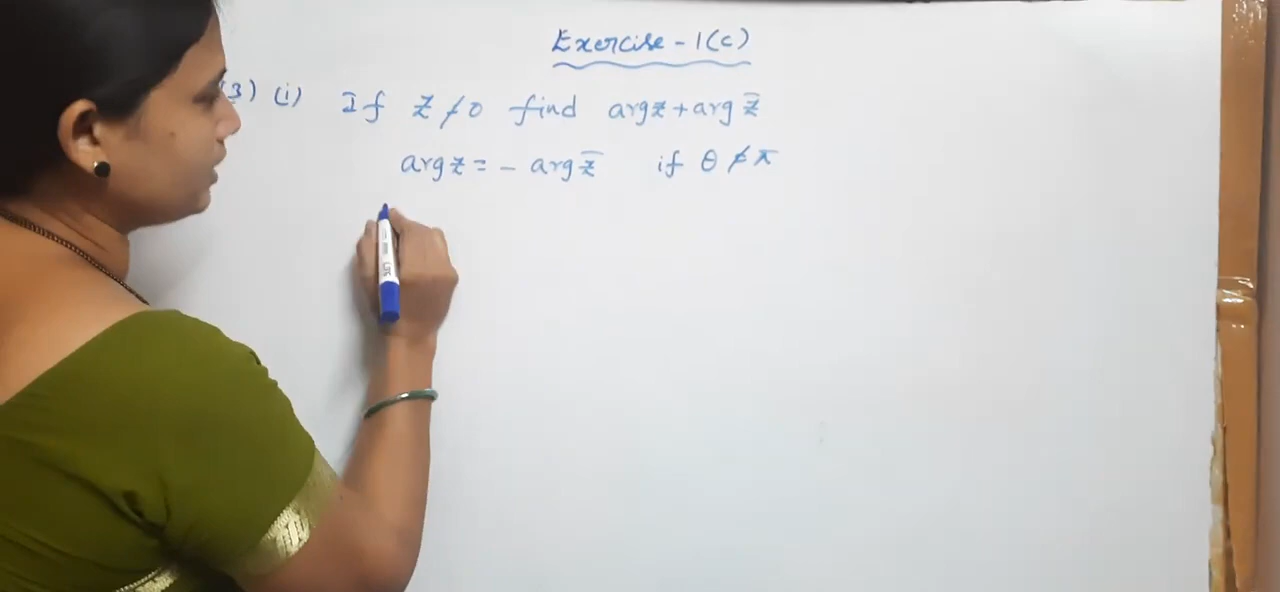 Exercise - 1(c)
(3) (i) If z ≠ 0 find arg z + arg z̅
arg z = - arg z̅ if θ ≠ π